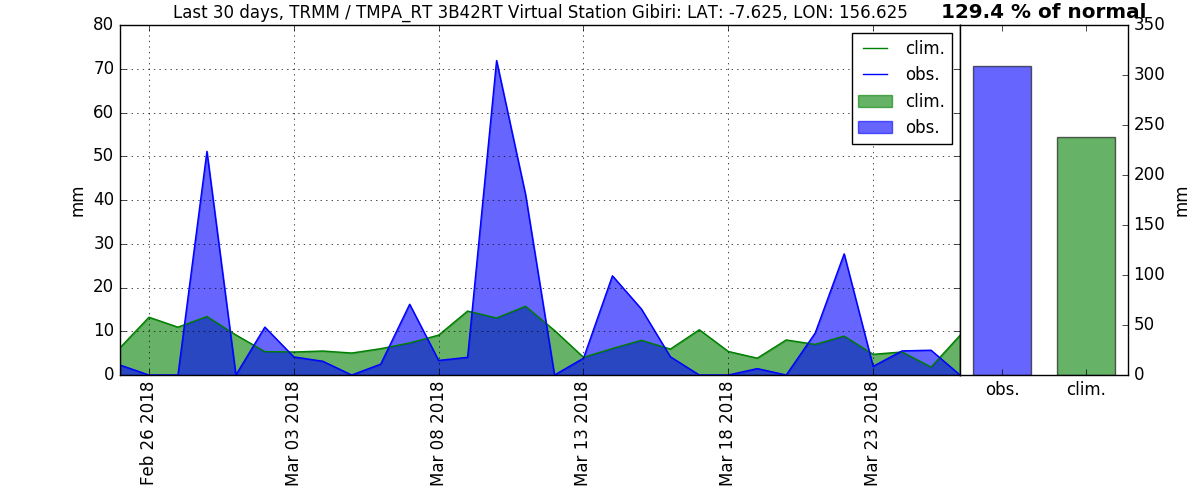 Last 30 days, TRMM / TMPA_RT 3B42RT Virtual Station Gibiri: LAT: -7.625, LON: 156.625
129.4 % of normal
80
70
60
50
40
30
20
10
0
mm
clim.
obs.
clim.
obs.
350
300
250
200
150
100
50
0
mm
obs.
clim.
Feb 26 2018
Mar 03 2018
Mar 08 2018
Mar 13 2018
Mar 18 2018
Mar 23 2018